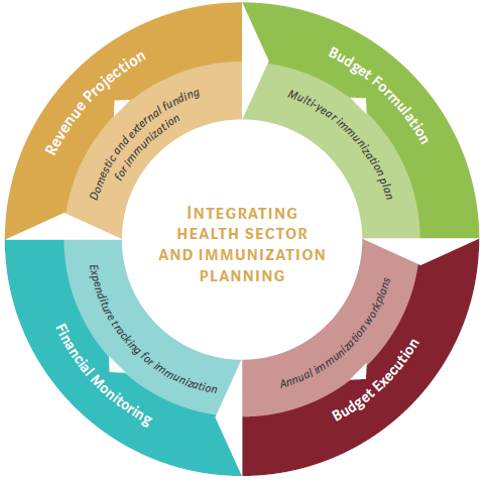 Revenue Projection
Domestic and external funding
for immunization
Budget Formulation
Multi-year immunization plan
INTEGRATING
HEALTH SECTOR
AND IMMUNIZATION
PLANNING
Expenditure tracking for immunization
Financial Monitoring
Annual immunization workplans
Budget Execution